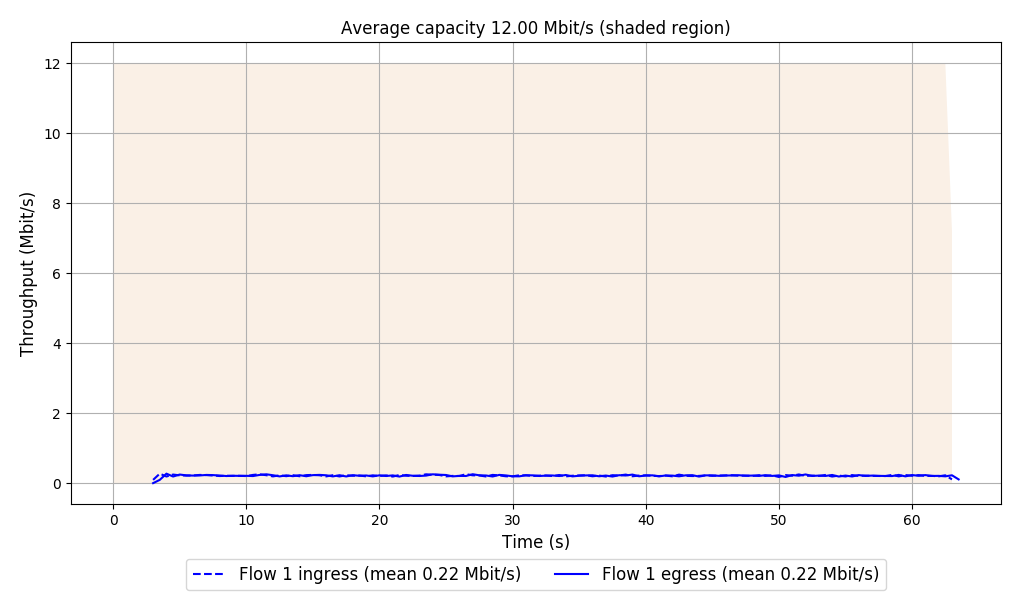 Average capacity 12.00 Mbit/s (shaded region)
Throughput (Mbit/s)
12
10
8
6
4
2
0
0 10 20 30 40 50 60
Time (s)
Flow 1 ingress (mean 0.22 Mbit/s) Flow 1 egress (mean 0.22 Mbit/s)